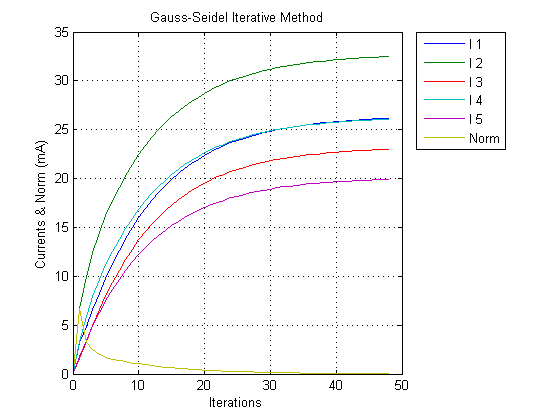 Gauss-Seidel Iterative Method
35
30
25
20
15
10
5
0
Currents & Norm (mA)
0 10 20 30 40 50
Iterations
I 1
I 2
I 3
I 4
I 5
Norm